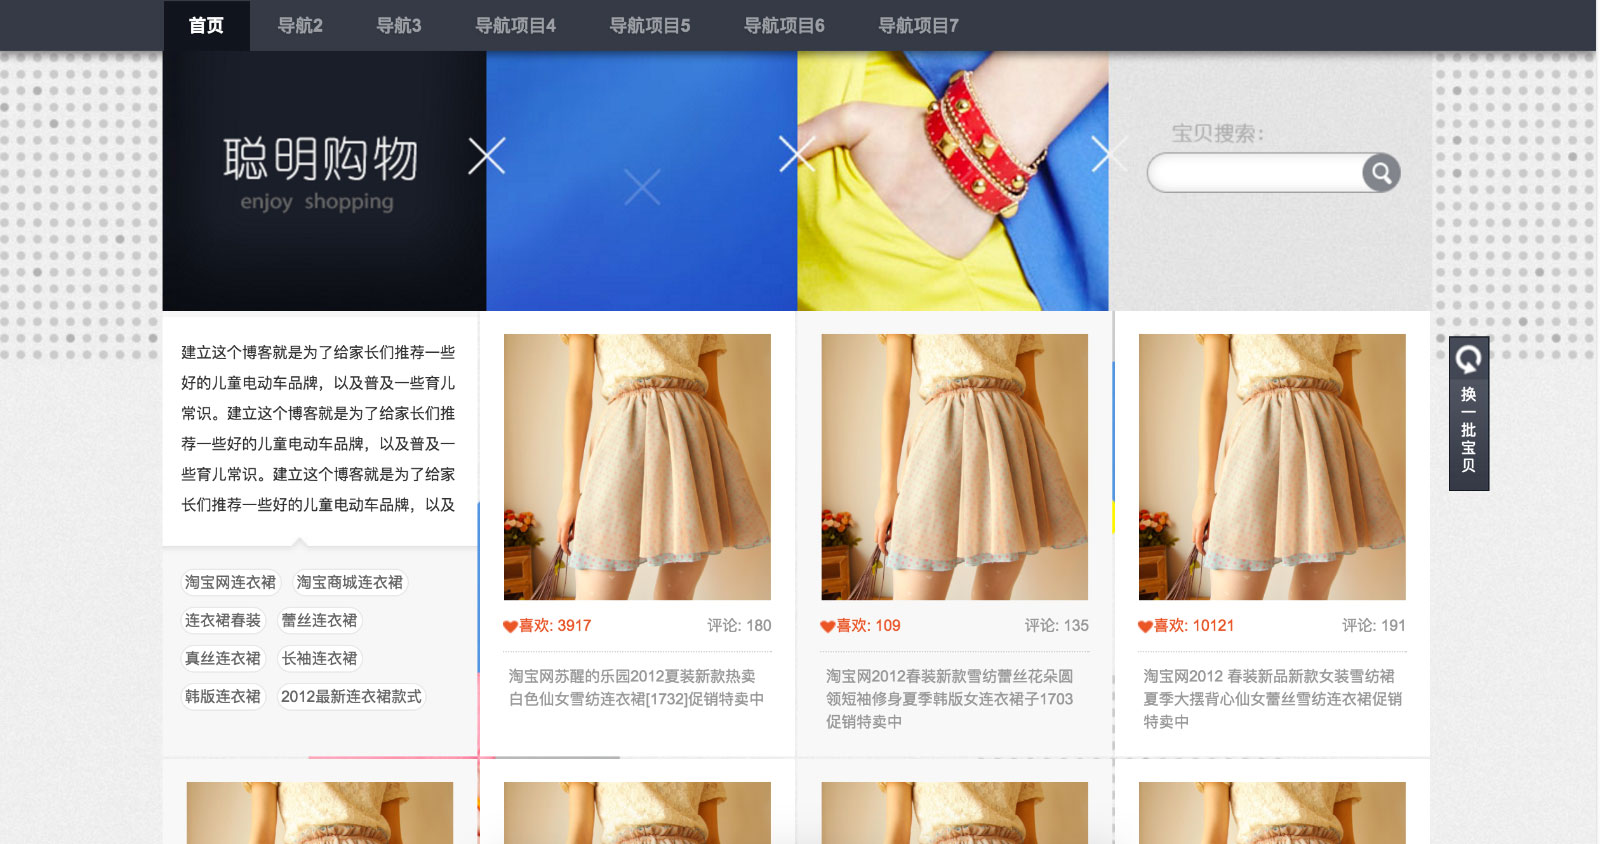 首页 导航2 导航3 导航项目4 导航项目5 导航项目6 导航项目7
聪明购物
enjoy shopping
宝贝搜索：
建立这个博客就是为了给家长们推荐一些
好的儿童电动车品牌，以及普及一些育儿
常识。建立这个博客就是为了给家长们推
荐一些好的儿童电动车品牌，以及普及一
些育儿常识。建立这个博客就是为了给家
长们推荐一些好的儿童电动车品牌，以及
淘宝网连衣裙 淘宝商城连衣裙
连衣裙春装 蕾丝连衣裙
真丝连衣裙 长袖连衣裙
韩版连衣裙 2012最新连衣裙款式
喜欢: 3917 评论: 180
淘宝网苏醒的乐园2012夏装新款热卖
白色仙女雪纺连衣裙[1732]促销特卖中
喜欢: 109 评论: 135
淘宝网2012春装新款雪纺蕾丝花朵圆
领短袖修身夏季韩版女连衣裙子1703
促销特卖中
喜欢: 10121 评论: 191
淘宝网2012 春装新品新款女装雪纺裙
夏季大摆背心仙女蕾丝雪纺连衣裙促销
特卖中
换一批宝贝